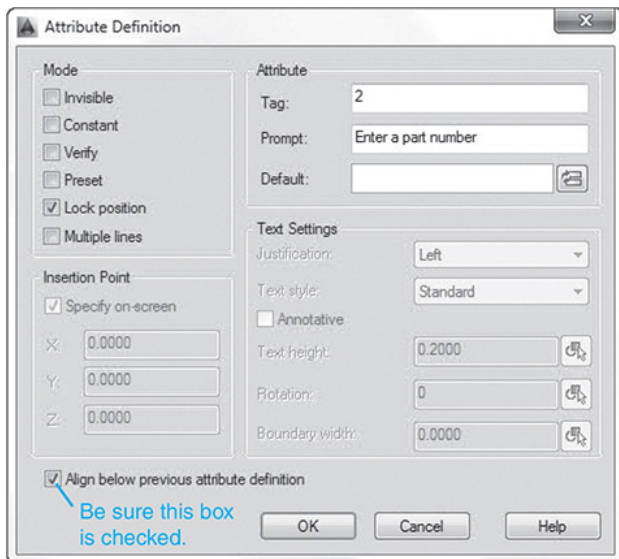 Attribute Definition
Mode
Invisible
Constant
Verify
Preset
Lock position
Multiple lines
Insertion Point
Specify on-screen
X: 0.0000
Y: 0.0000
Z: 0.0000
Attribute
Tag: 2
Prompt: Enter a part number
Default:
Text Settings
Justification: Left
Text style: Standard
Annotative
Text height: 0.2000
Rotation: 0
Boundary width: 0.0000
Align below previous attribute definition
Be sure this box
is checked.
OK Cancel Help